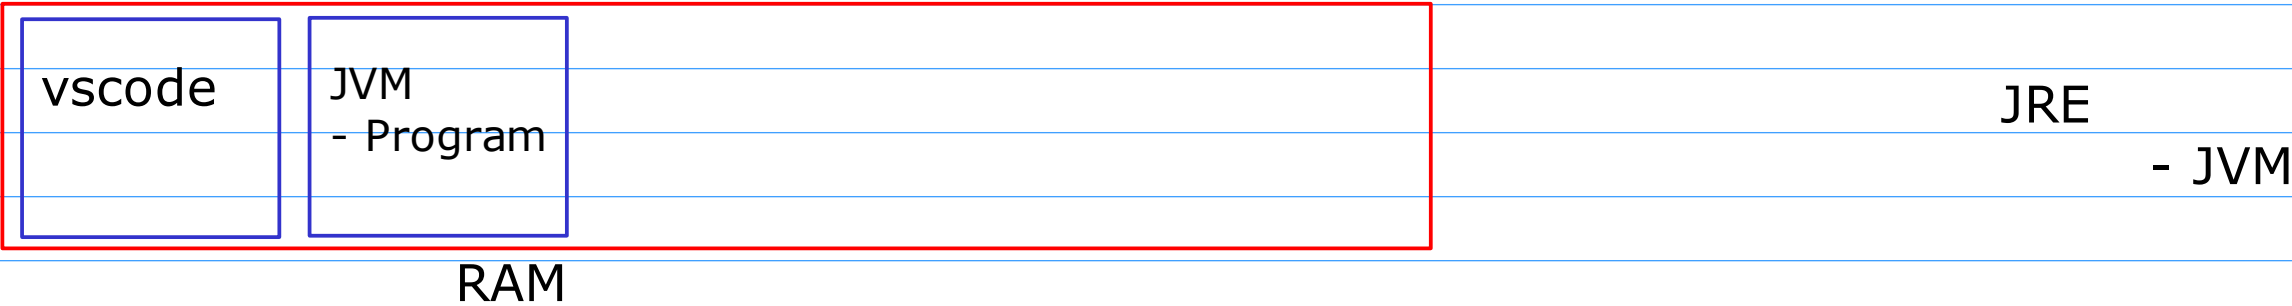 vscode
JVM
- Program
JRE
- JVM
RAM